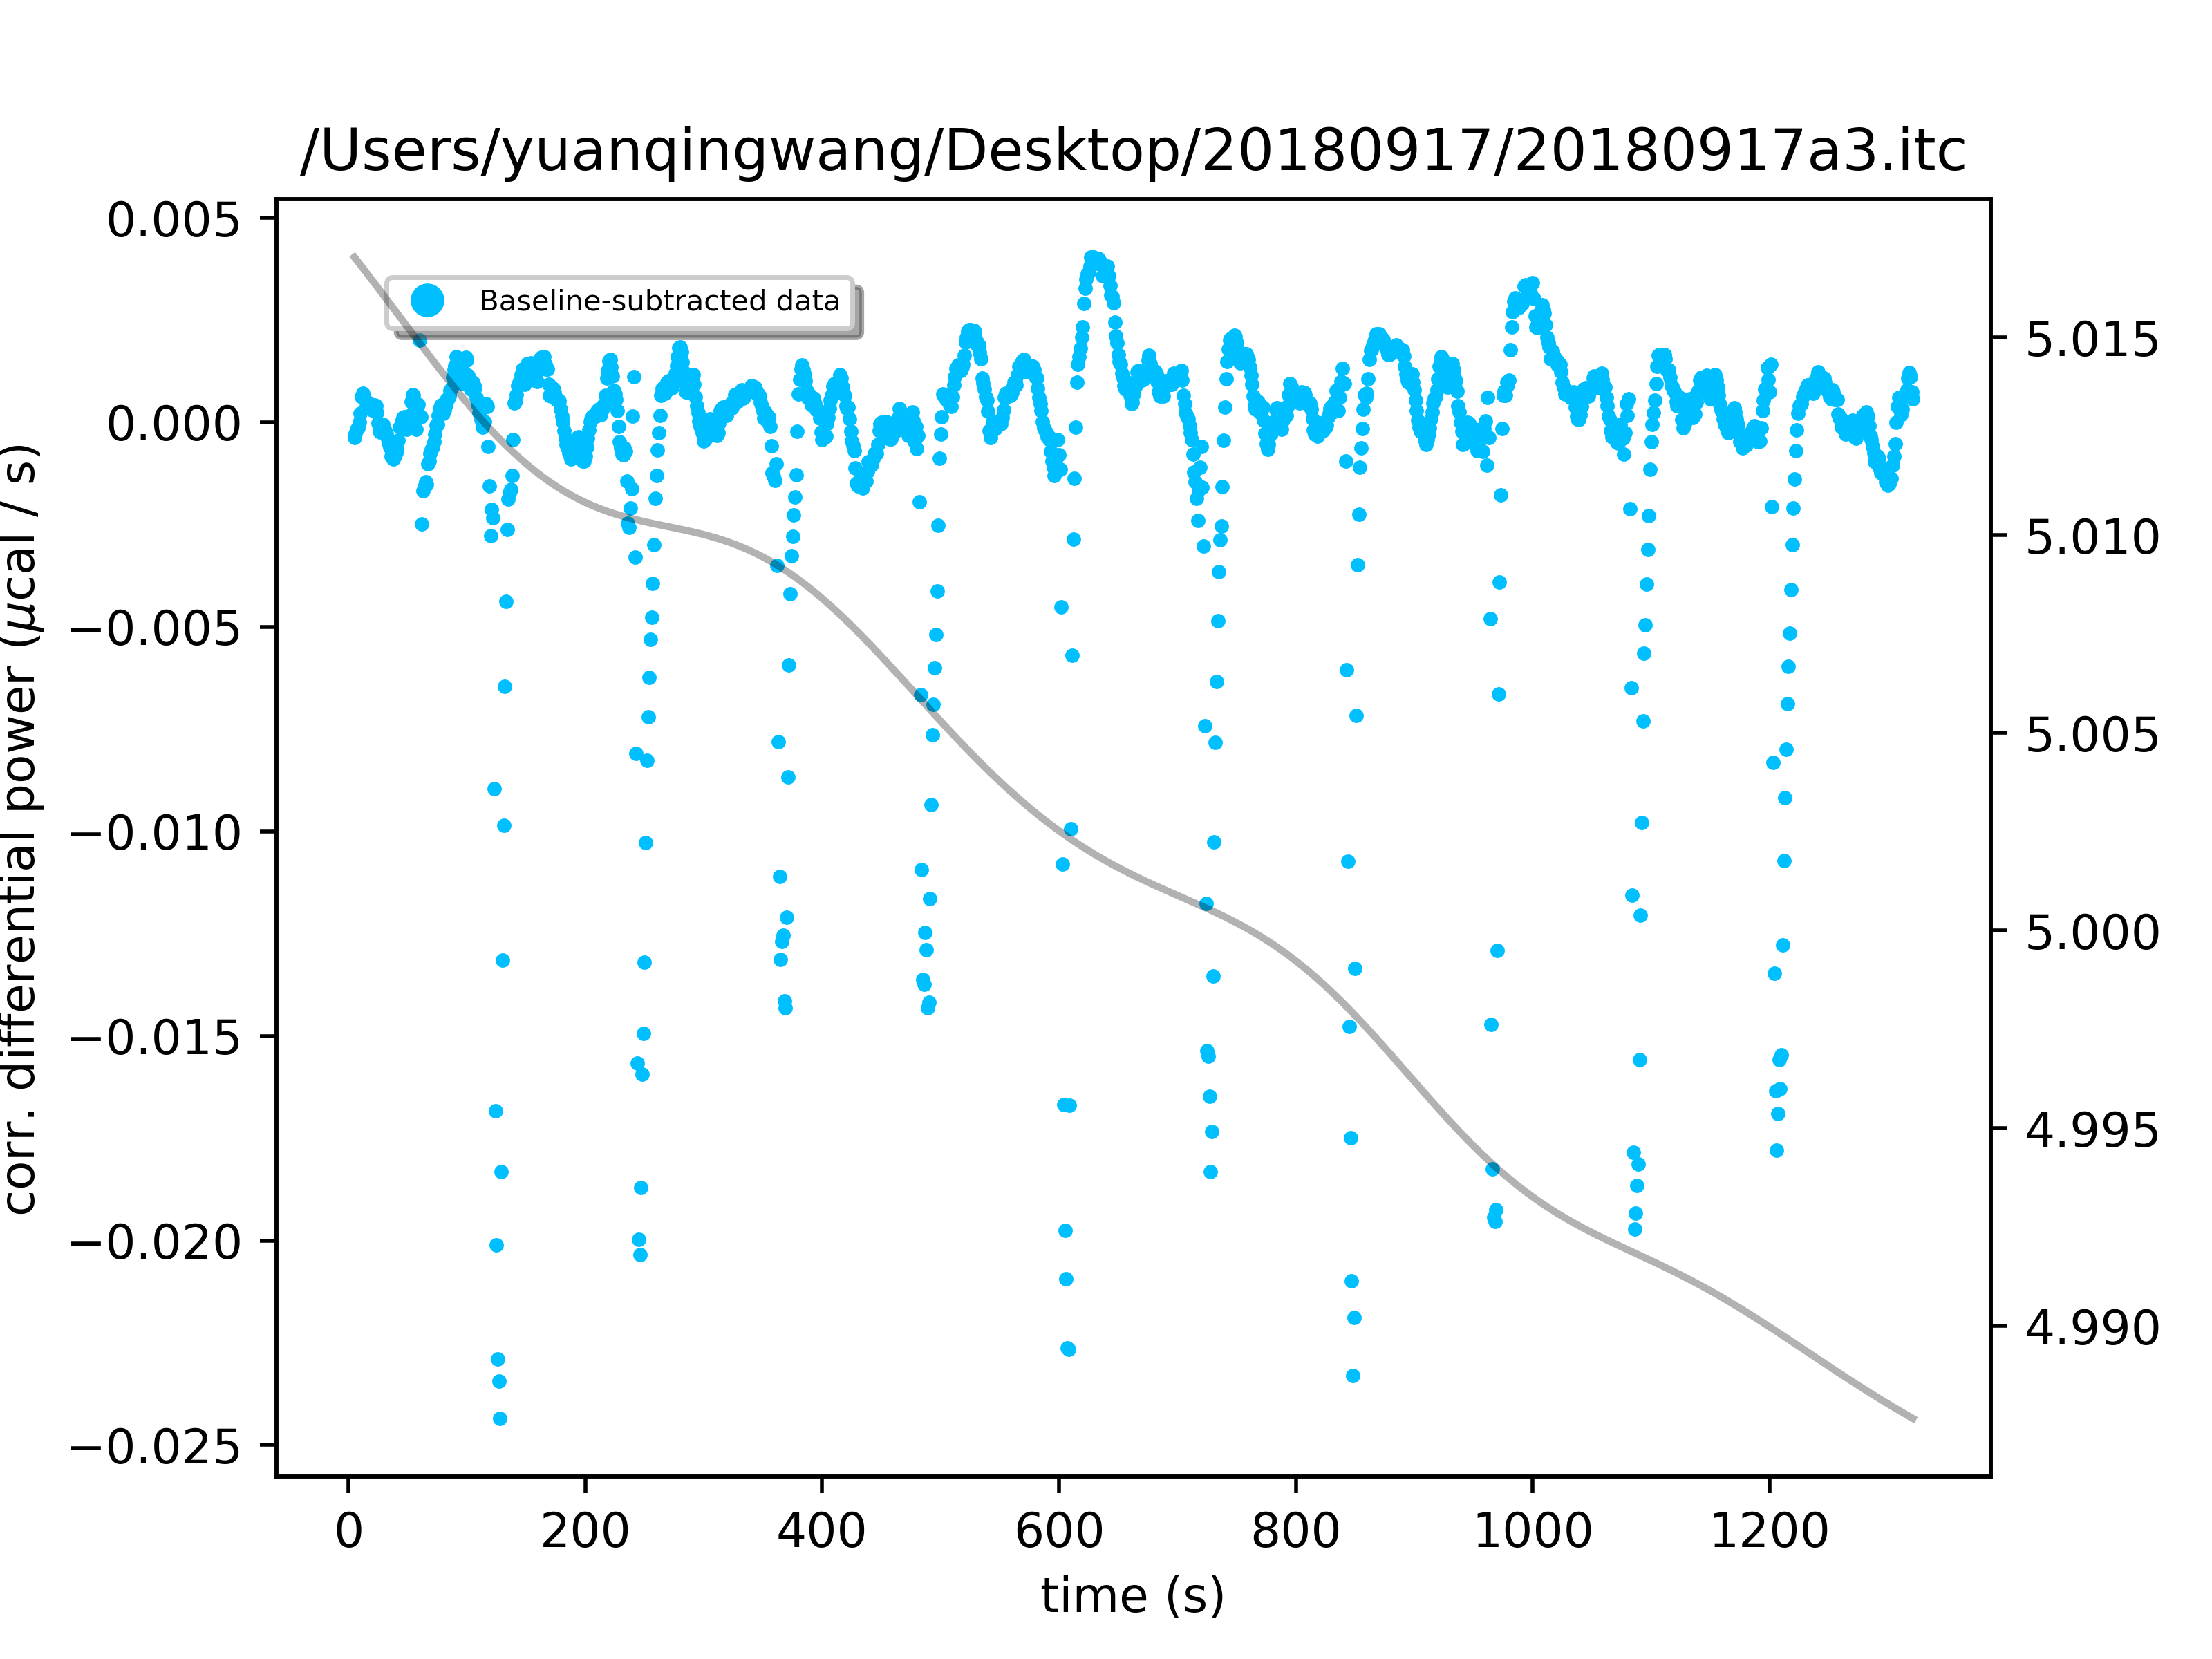 /Users/yuanqingwang/Desktop/20180917/20180917a3.itc
Baseline-subtracted data
corr. differential power (μcal / s)
0.005
0.000
−0.005
−0.010
−0.015
−0.020
−0.025
5.015
5.010
5.005
5.000
4.995
4.990
0 200 400 600 800 1000 1200
time (s)